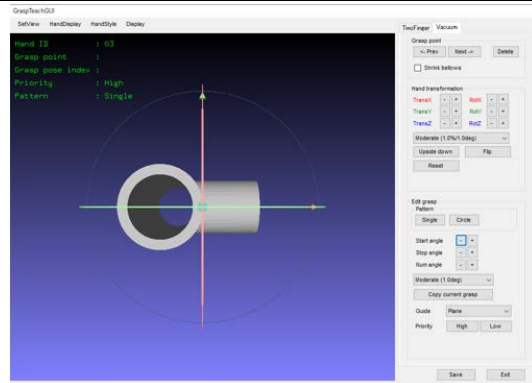 GraspTeachGUI
SetView HandDisplay HandStyle Display
Hand ID : 03
Grasp point :
Grasp pose index :
Priority : High
Pattern : Single
TwoFinger Vacuum
Grasp point
<- Prev Next -> Delete
Shrink bellows
Hand transformation
TransX - + RotX - +
TransY - + RotY - +
TransZ - + RotZ - +
Moderate (1.0%/1.0deg)
Upside down Flip
Reset
Edit grasp
Pattern
Single Circle
Start angle - +
Stop angle - +
Num angle - +
Moderate (1.0deg)
Copy current grasp
Guide Plane
Priority High Low
Save Exit